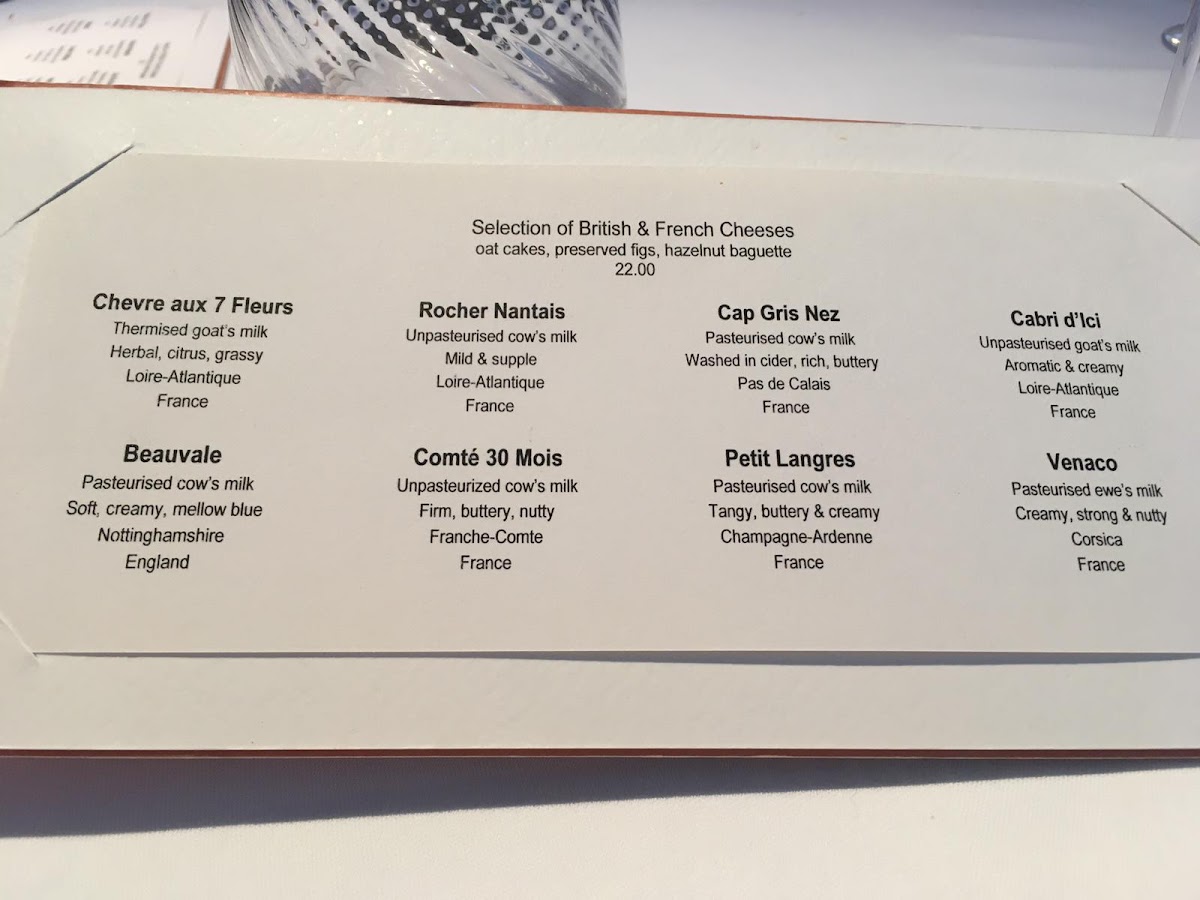 Selection of British & French Cheeses
oat cakes, preserved figs, hazelnut baguette
22.00
Chevre aux 7 Fleurs
Thermised goat's milk
Herbal, citrus, grassy
Loire-Atlantique
France
Rocher Nantais
Unpasteurised cow's milk
Mild & supple
Loire-Atlantique
France
Cap Gris Nez
Pasteurised cow's milk
Washed in cider, rich, buttery
Pas de Calais
France
Cabri d'Ici
Unpasteurised goat's milk
Aromatic & creamy
Loire-Atlantique
France
Beauvale
Pasteurised cow's milk
Soft, creamy, mellow blue
Nottinghamshire
England
Comté 30 Mois
Unpasteurized cow's milk
Firm, buttery, nutty
Franche-Comte
France
Petit Langres
Pasteurised cow's milk
Tangy, buttery & creamy
Champagne-Ardenne
France
Venaco
Pasteurised ewe's milk
Creamy, strong & nutty
Corsica
France